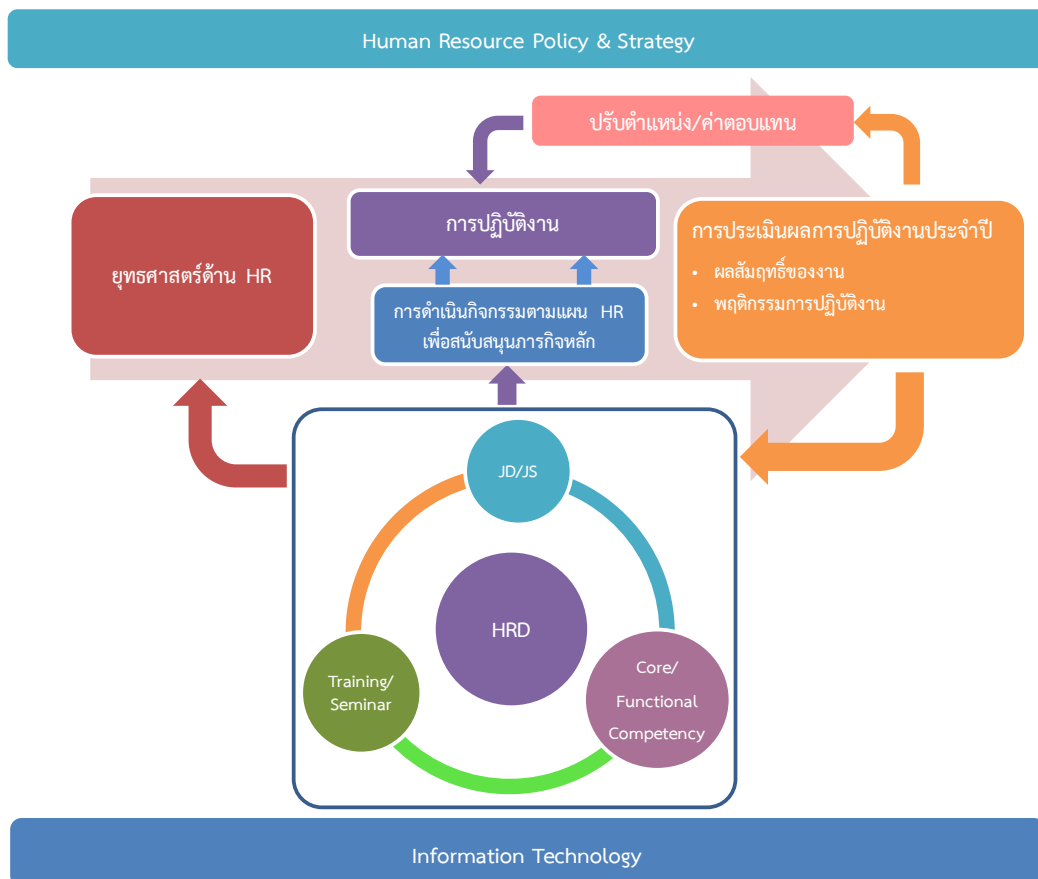 Human Resource Policy & Strategy
ปรับตำแหน่ง/ค่าตอบแทน
ยุทธศาสตร์ด้าน HR
การปฏิบัติงาน
การดำเนินกิจกรรมตามแผน HR
เพื่อสนับสนุนภารกิจหลัก
การประเมินผลการปฏิบัติงานประจำปี
• ผลสัมฤทธิ์ของงาน
• พฤติกรรมการปฏิบัติงาน
JD/JS
HRD
Training/
Seminar
Core/
Functional
Competency
Information Technology